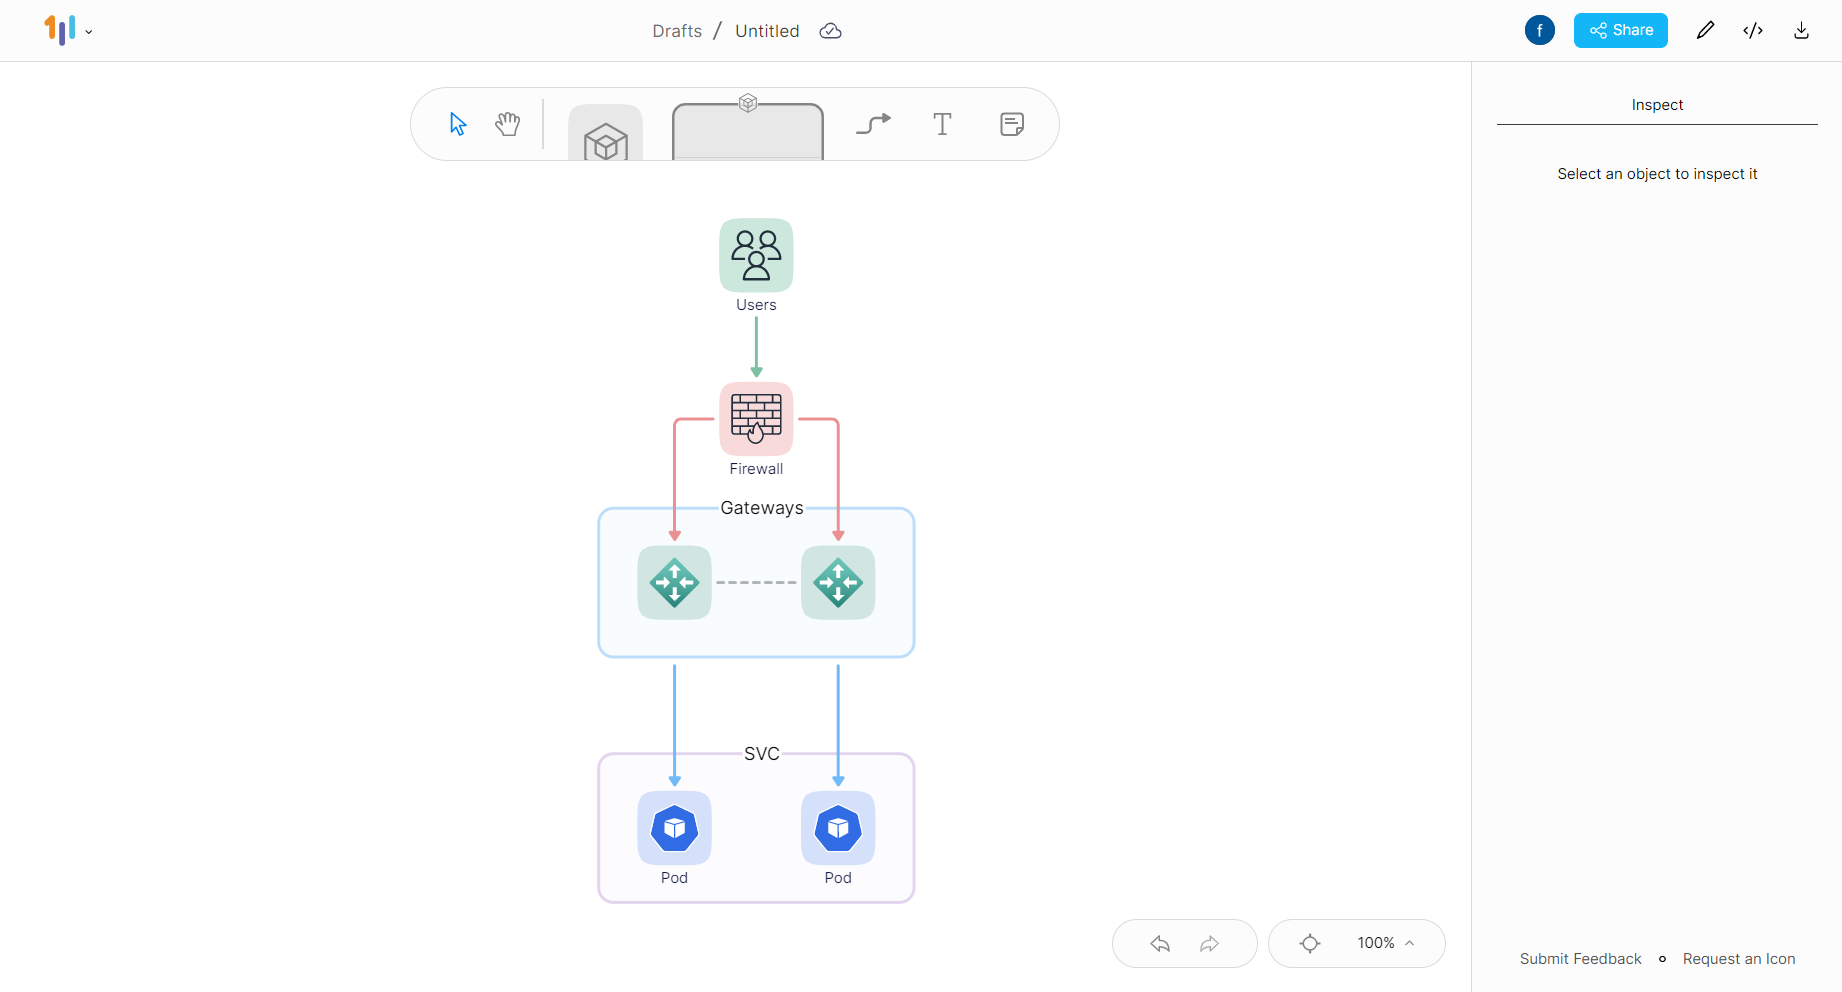 Drafts / Untitled
f
Share
Inspect
Select an object to inspect it
T
Users
Firewall
Gateways
SVC
Pod
Pod
100%
Submit Feedback
Request an Icon